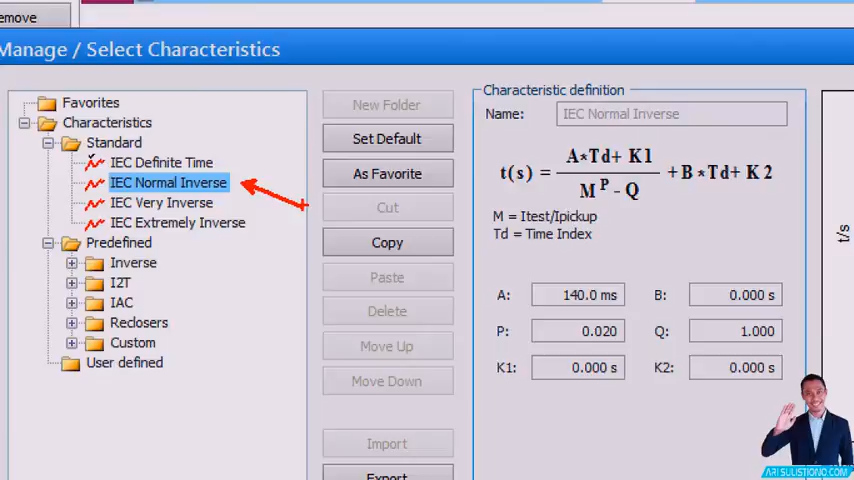 emove
Manage / Select Characteristics
Favorites
Characteristics
Standard
IEC Definite Time
IEC Normal Inverse
IEC Very Inverse
IEC Extremely Inverse
Predefined
Inverse
I2T
IAC
Reclosers
Custom
User defined
New Folder
Set Default
As Favorite
Cut
Copy
Paste
Delete
Move Up
Move Down
Import
Export
Characteristic definition
Name: IEC Normal Inverse
t(s) = A*Td+ K1 / M^P - Q +B*Td+ K2
M = Itest/Ipickup
Td = Time Index
A: 140.0 ms B: 0.000 s
P: 0.020 Q: 1.000
K1: 0.000 s K2: 0.000 s
t/s
ARI SULISTIONO.COM